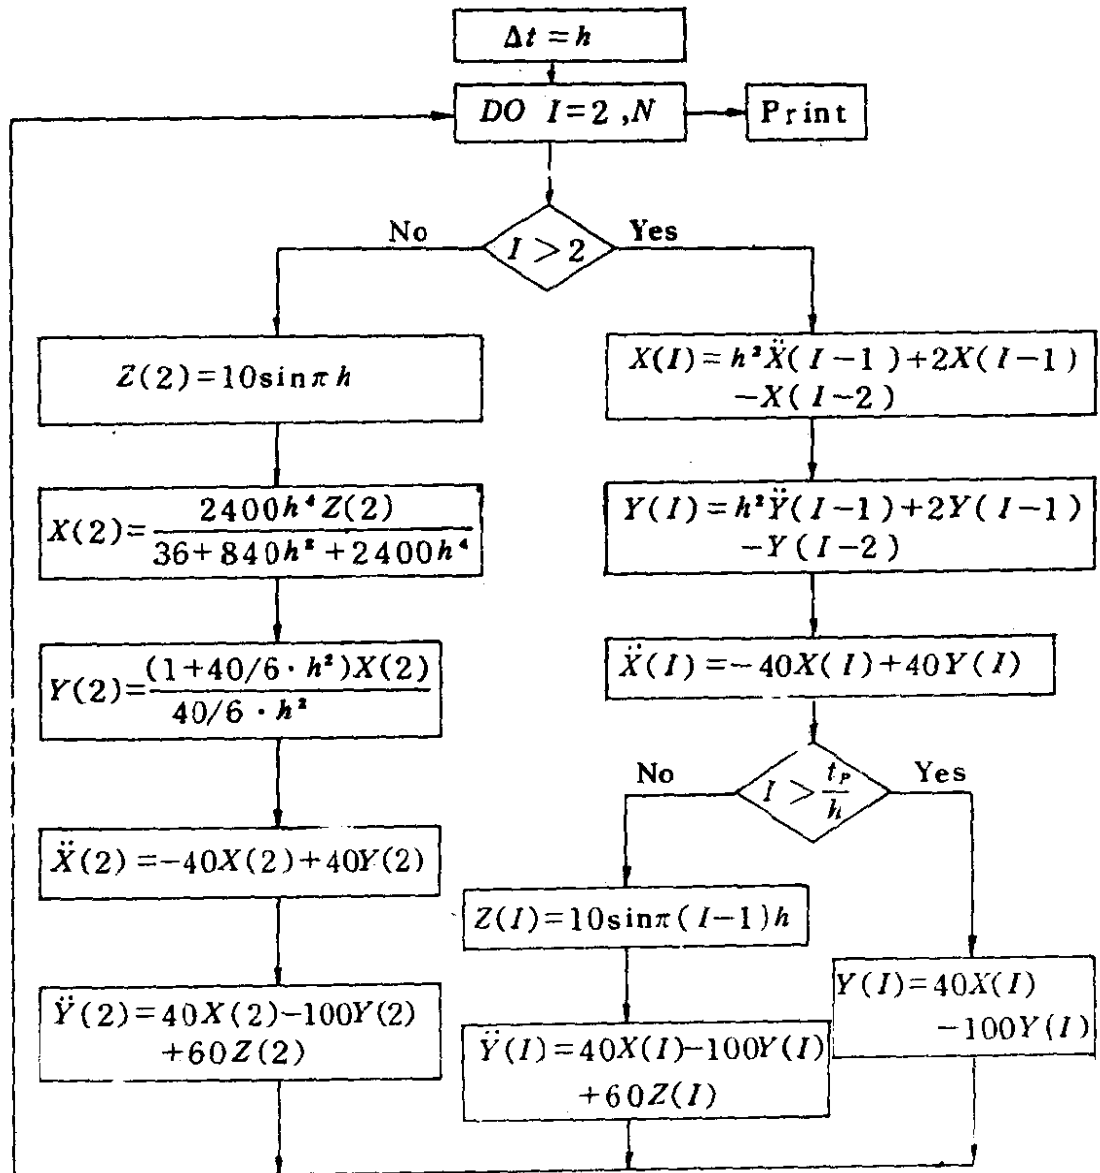 Δt = h
DO I=2 ,N
Print
No
Yes
I > 2
Z(2)=10sinπ h
X(2)= 2400h⁴Z(2) / 36+840h²+2400h⁴
Y(2)= (1+40/6 · h²)X(2) / 40/6 · h²
Ẍ(2) =-40X(2)+40Y(2)
Ÿ(2)=40X(2)-100Y(2)
+60Z(2)
X(I)=h²Ẍ(I-1)+2X(I-1)
-X(I-2)
Y(I)=h²Ÿ(I-1)+2Y(I-1)
-Y(I-2)
Ẍ(I) =-40X(I)+40Y(I)
No
Yes
I > t_P / h
Z(I)=10sinπ(I-1)h
Ÿ(I)=40X(I)-100Y(I)
+60Z(I)
Y(I)=40X(I)
-100Y(I)